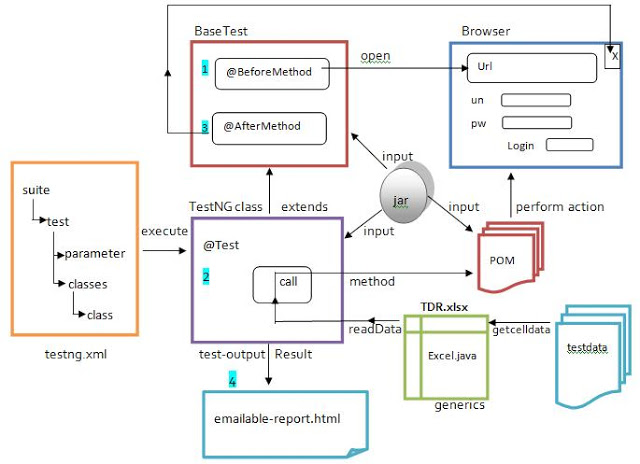 BaseTest
Browser
open
X
1
@BeforeMethod
Url
un
pw
3
@AfterMethod
Login
input
suite
test
parameter
classes
class
testng.xml
execute
TestNG class
extends
jar
input
input
perform action
@Test
2
call
method
POM
TDR.xlsx
readData
getcelldata
Excel.java
testdata
generics
test-output
Result
4
emailable-report.html